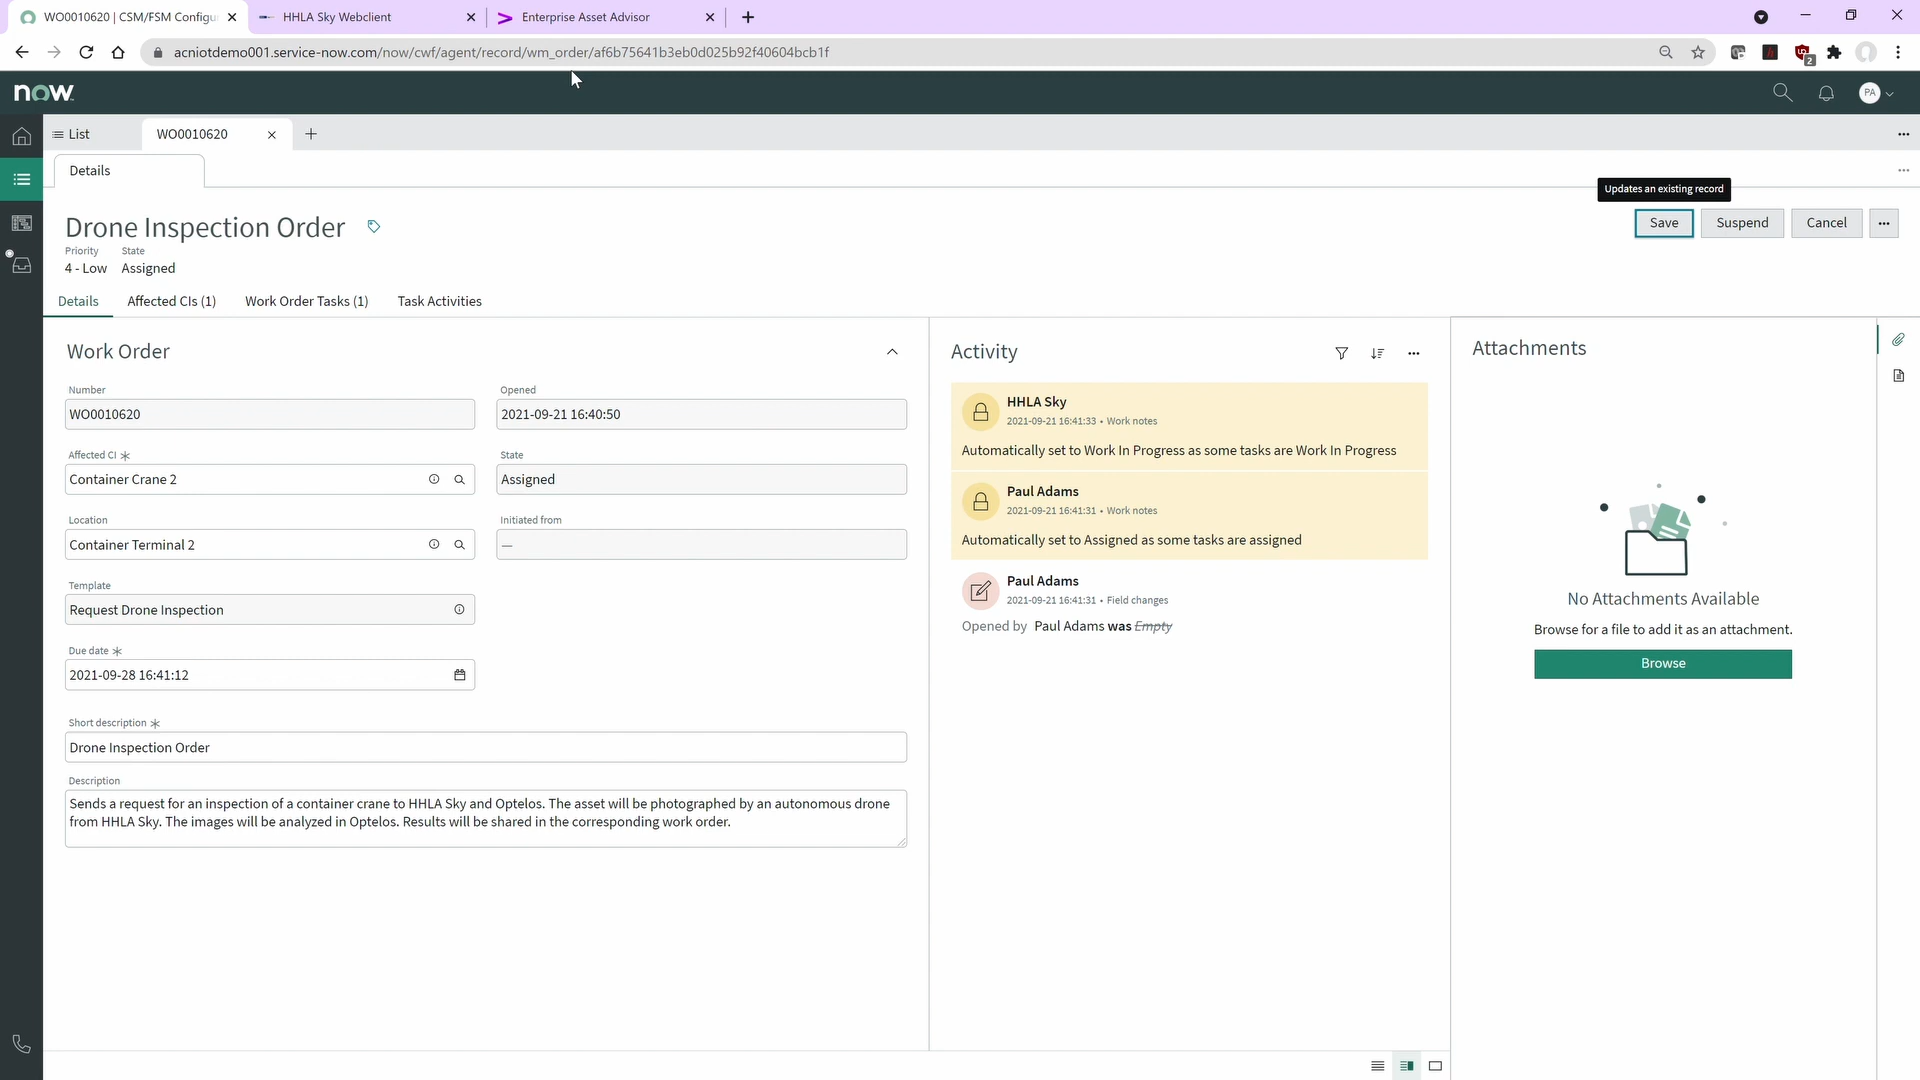 WO0010620 | CSM/FSM Configu
HHLA Sky Webclient
Enterprise Asset Advisor
acniotdemo001.service-now.com/now/cwf/agent/record/wm_order/af6b75641b3eb0d025b92f40604bcb1f
2
now
PA
List
WO0010620
Details
Updates an existing record
Drone Inspection Order
Save
Suspend
Cancel
Priority
State
4 - Low
Assigned
Details
Affected CIs (1)
Work Order Tasks (1)
Task Activities
Work Order
Number
WO0010620
Opened
2021-09-21 16:40:50
Affected CI
Container Crane 2
State
Assigned
Location
Container Terminal 2
Initiated from
—
Template
Request Drone Inspection
Due date
2021-09-28 16:41:12
Short description
Drone Inspection Order
Description
Sends a request for an inspection of a container crane to HHLA Sky and Optelos. The asset will be photographed by an autonomous drone
from HHLA Sky. The images will be analyzed in Optelos. Results will be shared in the corresponding work order.
Activity
HHLA Sky
2021-09-21 16:41:33 • Work notes
Automatically set to Work In Progress as some tasks are Work In Progress
Paul Adams
2021-09-21 16:41:31 • Work notes
Automatically set to Assigned as some tasks are assigned
Paul Adams
2021-09-21 16:41:31 • Field changes
Opened by Paul Adams was Empty
Attachments
No Attachments Available
Browse for a file to add it as an attachment.
Browse